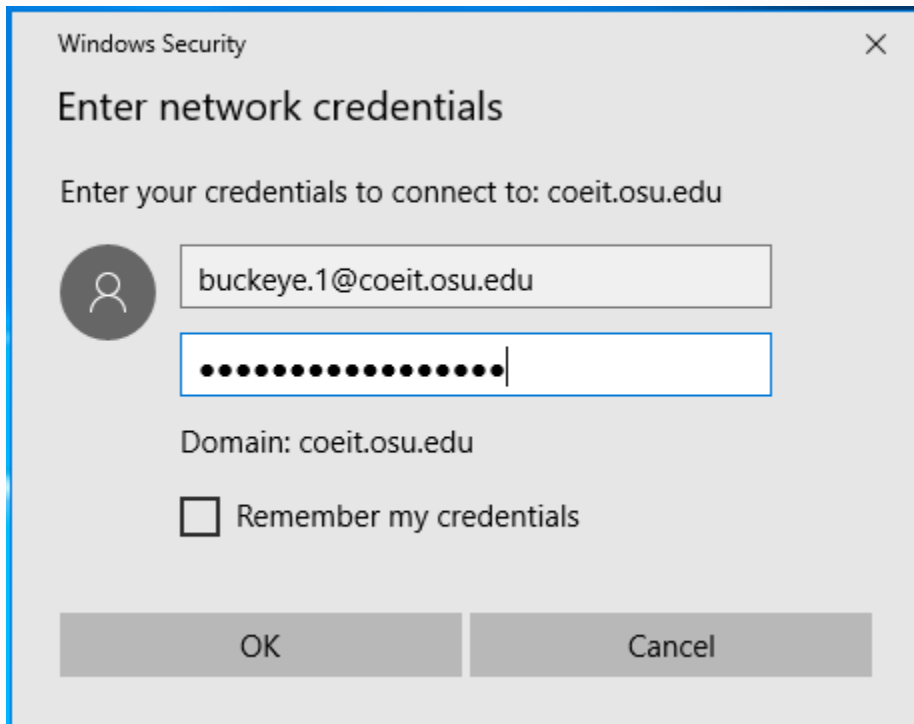 Windows Security
Enter network credentials
Enter your credentials to connect to: coeit.osu.edu
buckeye.1@coeit.osu.edu
●●●●●●●●●●●●●●●●●
Domain: coeit.osu.edu
Remember my credentials
OK
Cancel